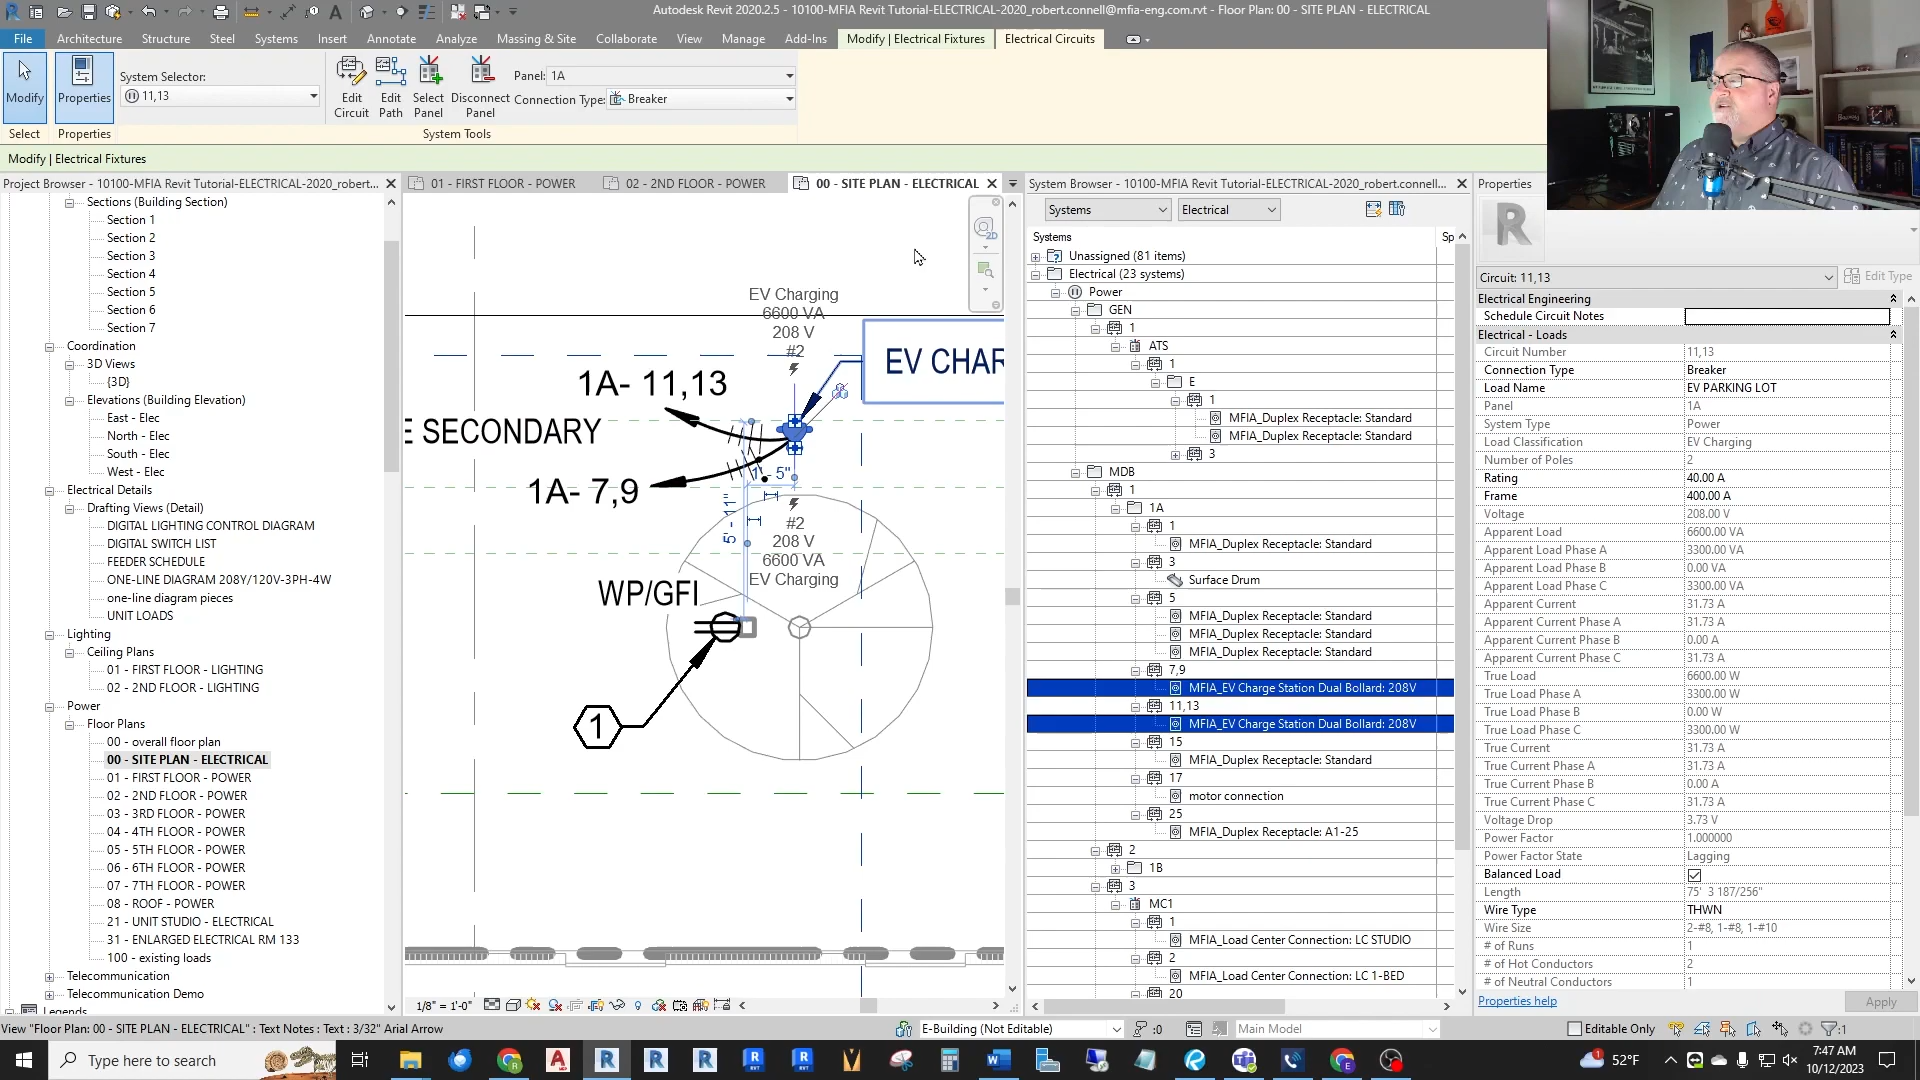 Autodesk Revit 2020.2.5 - 10100-MFIA Revit Tutorial-ELECTRICAL-2020_robert.connell@mfia-eng.com.rvt - Floor Plan: 00 - SITE PLAN - ELECTRICAL
File Architecture Structure Steel Systems Insert Annotate Analyze Massing & Site Collaborate View Manage Add-Ins Modify | Electrical Fixtures Electrical Circuits
Modify
Properties
System Selector:
11,13
Edit Circuit
Edit Path
Select Panel
Disconnect Panel
Panel: 1A
Connection Type: Breaker
Select
Properties
System Tools
Modify | Electrical Fixtures
Project Browser - 10100-MFIA Revit Tutorial-ELECTRICAL-2020_robert...
Sections (Building Section)
Section 1
Section 2
Section 3
Section 4
Section 5
Section 6
Section 7
Coordination
3D Views
{3D}
Elevations (Building Elevation)
East - Elec
North - Elec
South - Elec
West - Elec
Electrical Details
Drafting Views (Detail)
DIGITAL LIGHTING CONTROL DIAGRAM
DIGITAL SWITCH LIST
FEEDER SCHEDULE
ONE-LINE DIAGRAM 208Y/120V-3PH-4W
one-line diagram pieces
UNIT LOADS
Lighting
Ceiling Plans
01 - FIRST FLOOR - LIGHTING
02 - 2ND FLOOR - LIGHTING
Power
Floor Plans
00 - overall floor plan
00 - SITE PLAN - ELECTRICAL
01 - FIRST FLOOR - POWER
02 - 2ND FLOOR - POWER
03 - 3RD FLOOR - POWER
04 - 4TH FLOOR - POWER
05 - 5TH FLOOR - POWER
06 - 6TH FLOOR - POWER
07 - 7TH FLOOR - POWER
08 - ROOF - POWER
21 - UNIT STUDIO - ELECTRICAL
31 - ENLARGED ELECTRICAL RM 133
100 - existing loads
Telecommunication
Telecommunication Demo
Legends
01 - FIRST FLOOR - POWER
02 - 2ND FLOOR - POWER
00 - SITE PLAN - ELECTRICAL
2D
EV Charging
6600 VA
208 V
#2
EV CHAR
1A- 11,13
E SECONDARY
1A- 7,9
1' - 5"
5' - 11"
#2
208 V
6600 VA
EV Charging
WP/GFI
1
1/8" = 1'-0"
System Browser - 10100-MFIA Revit Tutorial-ELECTRICAL-2020_robert.connell...
Systems
Electrical
Systems
Sp
Unassigned (81 items)
Electrical (23 systems)
Power
GEN
1
ATS
1
E
1
MFIA_Duplex Receptacle: Standard
MFIA_Duplex Receptacle: Standard
3
MDB
1
1A
1
MFIA_Duplex Receptacle: Standard
3
Surface Drum
5
MFIA_Duplex Receptacle: Standard
MFIA_Duplex Receptacle: Standard
MFIA_Duplex Receptacle: Standard
7,9
MFIA_EV Charge Station Dual Bollard: 208V
11,13
MFIA_EV Charge Station Dual Bollard: 208V
15
MFIA_Duplex Receptacle: Standard
17
motor connection
25
MFIA_Duplex Receptacle: A1-25
2
1B
3
MC1
1
MFIA_Load Center Connection: LC STUDIO
2
MFIA_Load Center Connection: LC 1-BED
20
Properties
R
Circuit: 11,13
Edit Type
Electrical Engineering
Schedule Circuit Notes
Electrical - Loads
Circuit Number 11,13
Connection Type Breaker
Load Name EV PARKING LOT
Panel 1A
System Type Power
Load Classification EV Charging
Number of Poles 2
Rating 40.00 A
Frame 400.00 A
Voltage 208.00 V
Apparent Load 6600.00 VA
Apparent Load Phase A 3300.00 VA
Apparent Load Phase B 0.00 VA
Apparent Load Phase C 3300.00 VA
Apparent Current 31.73 A
Apparent Current Phase A 31.73 A
Apparent Current Phase B 0.00 A
Apparent Current Phase C 31.73 A
True Load 6600.00 W
True Load Phase A 3300.00 W
True Load Phase B 0.00 W
True Load Phase C 3300.00 W
True Current 31.73 A
True Current Phase A 31.73 A
True Current Phase B 0.00 A
True Current Phase C 31.73 A
Voltage Drop 3.73 V
Power Factor 1.000000
Power Factor State Lagging
Balanced Load
Length 75' 3 187/256"
Wire Type THWN
Wire Size 2-#8, 1-#8, 1-#10
# of Runs 1
# of Hot Conductors 2
# of Neutral Conductors 1
Properties help
Apply
View "Floor Plan: 00 - SITE PLAN - ELECTRICAL" : Text Notes : Text : 3/32" Arial Arrow
E-Building (Not Editable)
:0
Main Model
Editable Only
:1
Type here to search
52°F
7:47 AM
10/12/2023